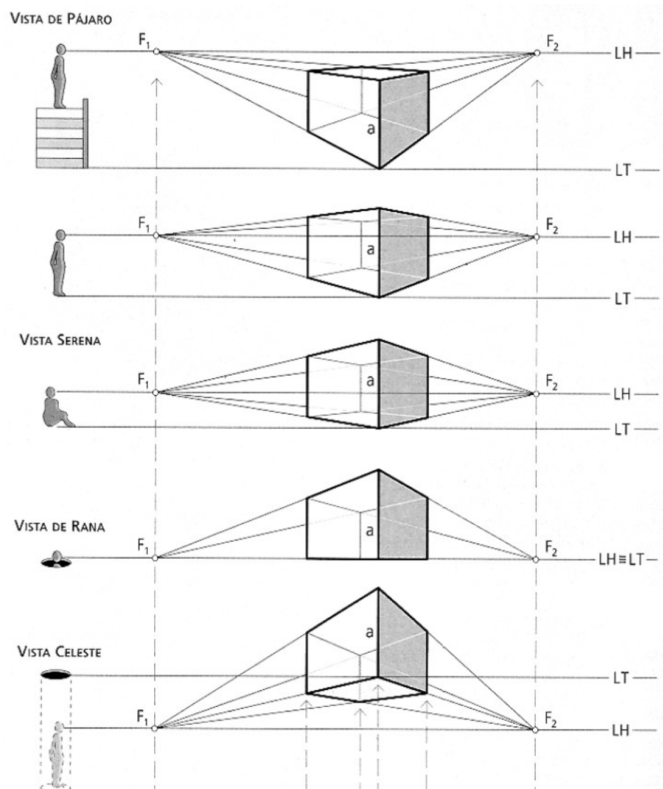 VISTA DE PÁJARO
F₁
F₂
LH
a
LT
F₁
F₂
LH
a
LT
VISTA SERENA
F₁
F₂
LH
a
LT
VISTA DE RANA
F₁
F₂
a
LH≡LT
VISTA CELESTE
a
LT
F₁
F₂
LH